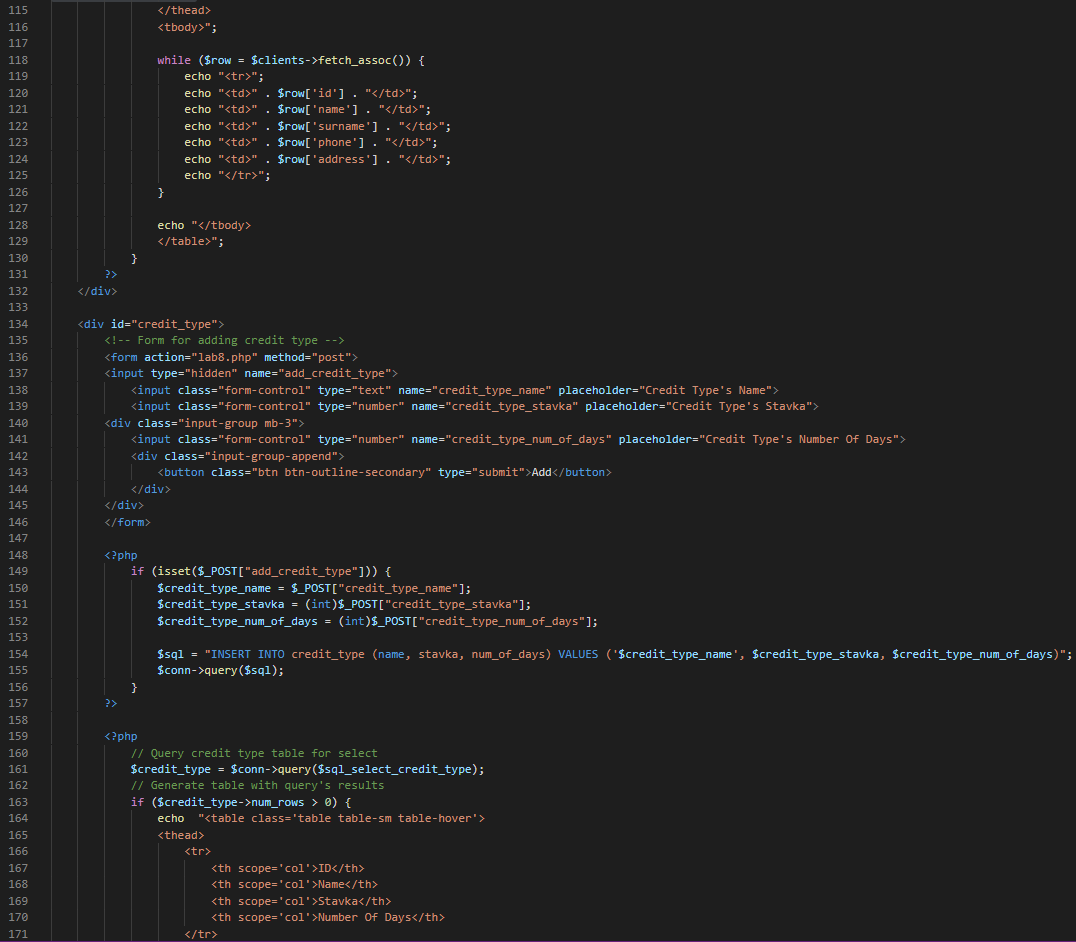 115                </thead>
116                <tbody>";
117
118                while ($row = $clients->fetch_assoc()) {
119                    echo "<tr>";
120                    echo "<td>" . $row['id'] . "</td>";
121                    echo "<td>" . $row['name'] . "</td>";
122                    echo "<td>" . $row['surname'] . "</td>";
123                    echo "<td>" . $row['phone'] . "</td>";
124                    echo "<td>" . $row['address'] . "</td>";
125                    echo "</tr>";
126                }
127
128                echo "</tbody>
129                </table>";
130            }
131        ?>
132    </div>
133
134    <div id="credit_type">
135        <!-- Form for adding credit type -->
136        <form action="lab8.php" method="post">
137        <input type="hidden" name="add_credit_type">
138            <input class="form-control" type="text" name="credit_type_name" placeholder="Credit Type's Name">
139            <input class="form-control" type="number" name="credit_type_stavka" placeholder="Credit Type's Stavka">
140        <div class="input-group mb-3">
141            <input class="form-control" type="number" name="credit_type_num_of_days" placeholder="Credit Type's Number Of Days">
142            <div class="input-group-append">
143                <button class="btn btn-outline-secondary" type="submit">Add</button>
144            </div>
145        </div>
146        </form>
147
148        <?php
149            if (isset($_POST["add_credit_type"])) {
150                $credit_type_name = $_POST["credit_type_name"];
151                $credit_type_stavka = (int)$_POST["credit_type_stavka"];
152                $credit_type_num_of_days = (int)$_POST["credit_type_num_of_days"];
153
154                $sql = "INSERT INTO credit_type (name, stavka, num_of_days) VALUES ('$credit_type_name', $credit_type_stavka, $credit_type_num_of_days)";
155                $conn->query($sql);
156            }
157        ?>
158
159        <?php
160            // Query credit type table for select
161            $credit_type = $conn->query($sql_select_credit_type);
162            // Generate table with query's results
163            if ($credit_type->num_rows > 0) {
164                echo  "<table class='table table-sm table-hover'>
165                <thead>
166                    <tr>
167                        <th scope='col'>ID</th>
168                        <th scope='col'>Name</th>
169                        <th scope='col'>Stavka</th>
170                        <th scope='col'>Number Of Days</th>
171                    </tr>